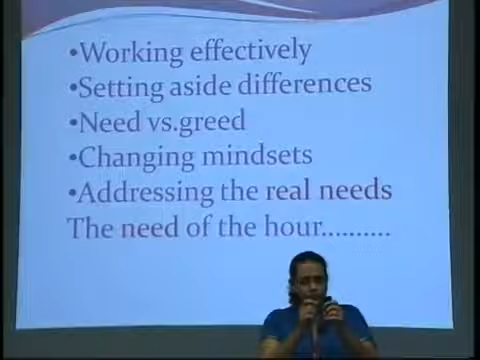 •Working effectively
•Setting aside differences
•Need vs.greed
•Changing mindsets
•Addressing the real needs
The need of the hour..........